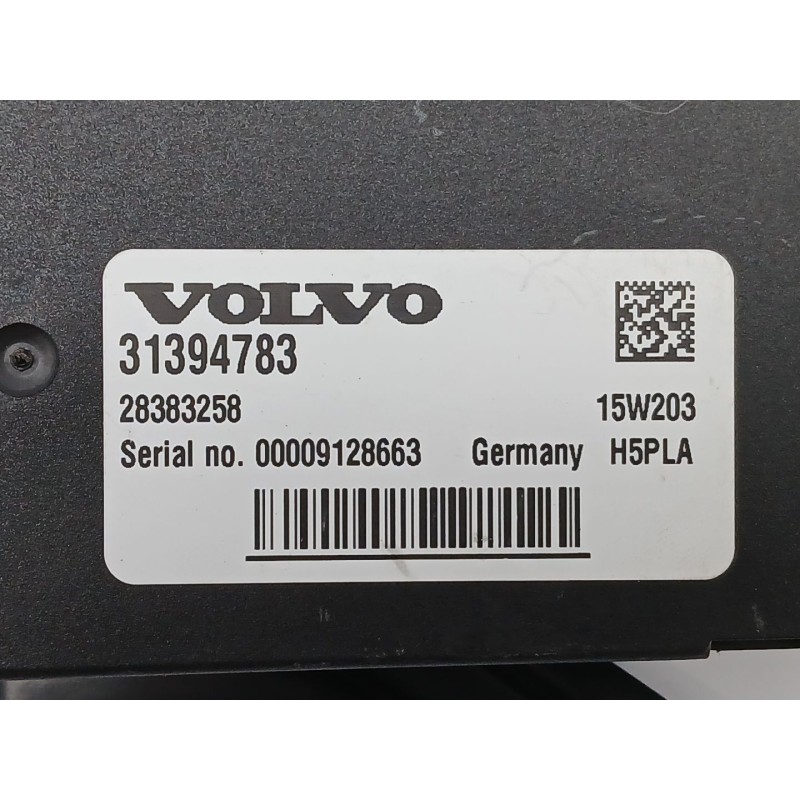 VOLVO
31394783
28383258 15W203
Serial no. 00009128663 Germany H5PLA